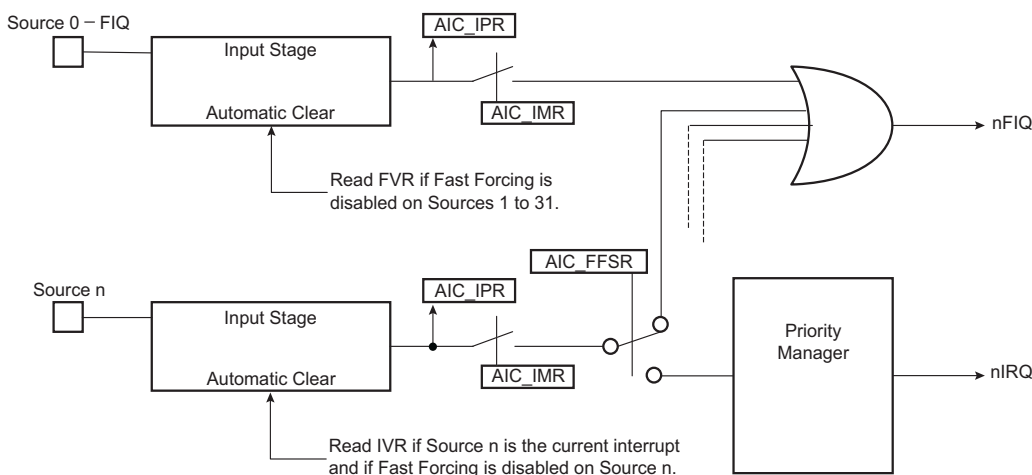 Source 0 – FIQ
AIC_IPR
Input Stage
Automatic Clear
AIC_IMR
nFIQ
Read FVR if Fast Forcing is
disabled on Sources 1 to 31.
AIC_FFSR
Source n
AIC_IPR
Input Stage
Priority
Manager
Automatic Clear
AIC_IMR
nIRQ
Read IVR if Source n is the current interrupt
and if Fast Forcing is disabled on Source n.